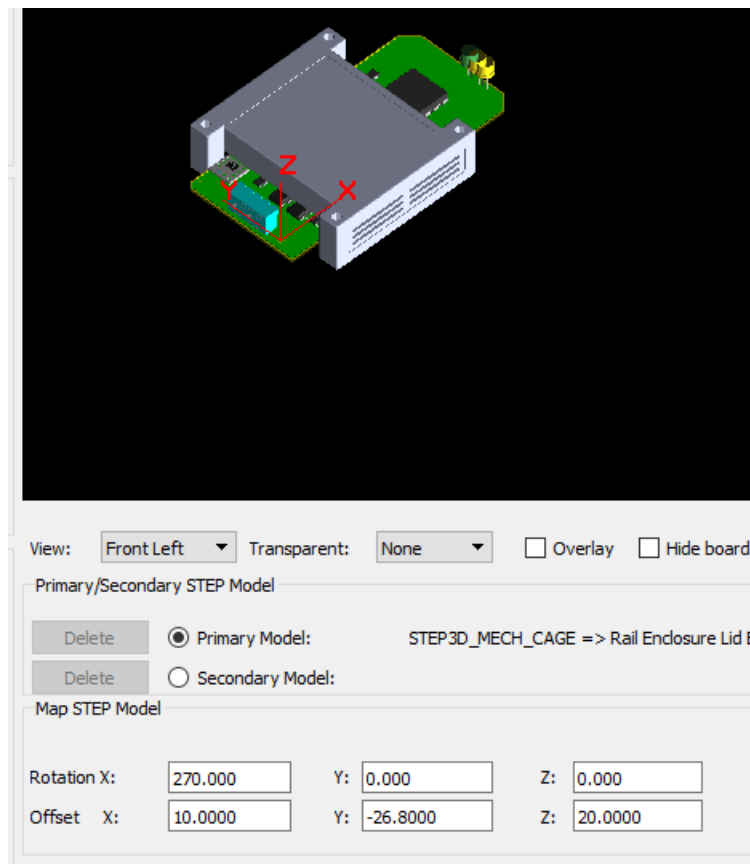 Z
Y X
View: Front Left Transparent: None Overlay Hide board
Primary/Secondary STEP Model
Delete Primary Model: STEP3D_MECH_CAGE => Rail Enclosure Lid
Delete Secondary Model:
Map STEP Model
Rotation X: 270.000 Y: 0.000 Z: 0.000
Offset X: 10.0000 Y: -26.8000 Z: 20.0000